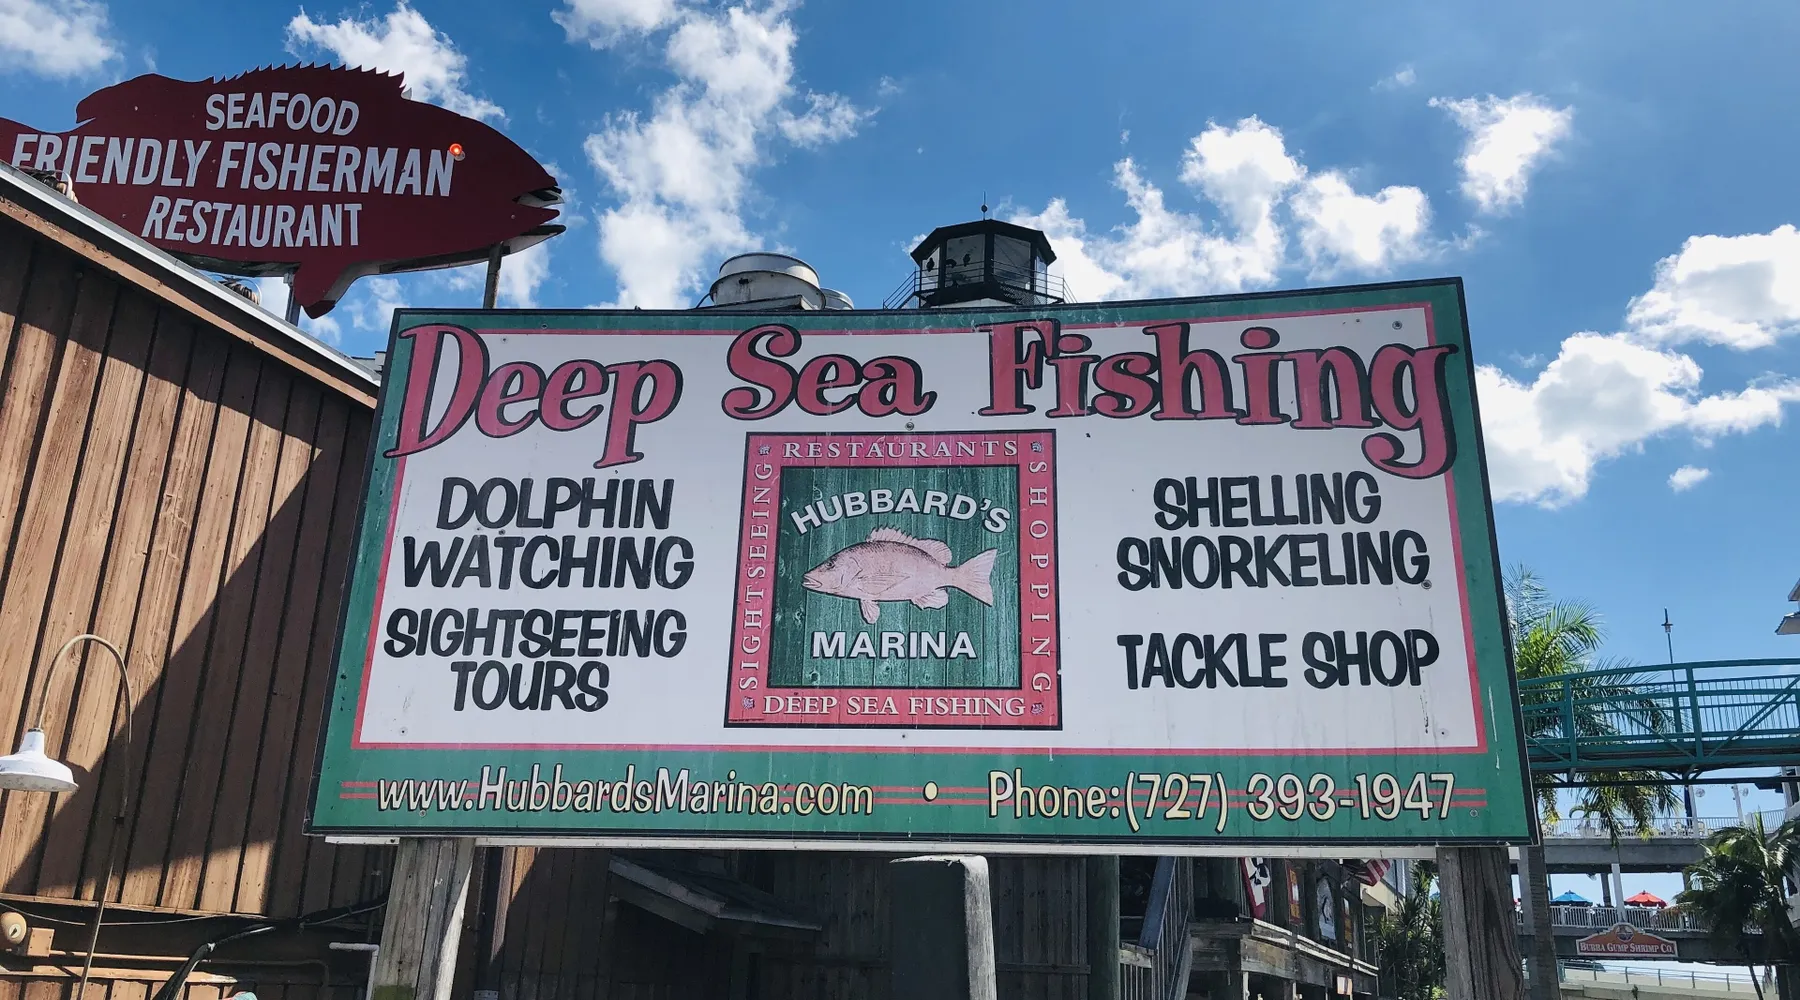 SEAFOOD
FRIENDLY FISHERMAN
RESTAURANT
Deep Sea Fishing
DOLPHIN
WATCHING
SIGHTSEEING
TOURS
RESTAURANTS
SIGHTSEEING
SHOPPING
HUBBARD'S
MARINA
DEEP SEA FISHING
SHELLING
SNORKELING
TACKLE SHOP
www.HubbardsMarina.com • Phone:(727) 393-1947
BUBBA GUMP SHRIMP CO.